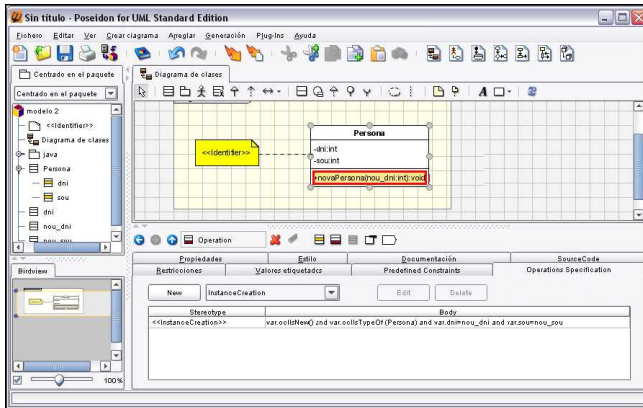 Sin título - Poseidon for UML Standard Edition
Fichero Editar Ver Crear diagrama Arreglar Generación Plug-Ins Ayuda
Centrado en el paquete
Centrado en el paquete
modelo 2
<<Identifier>>
Diagrama de clases
java
Persona
dni
sou
dni
nou_dni
nou_sou
Birdview
100%
Diagrama de clases
A
<<Identifier>>
Persona
-dni:int
-sou:int
+novaPersona(nou_dni:int):void
Operation
Propiedades Estilo Documentación SourceCode
Restricciones Valores etiquetados Predefined Constraints Operations Specification
New InstanceCreation Edit Delete
Stereotype Body
<<InstanceCreation>> var.oclIsNew() and var.oclIsTypeOf (Persona) and var.dni=nou_dni and var.sou=nou_sou